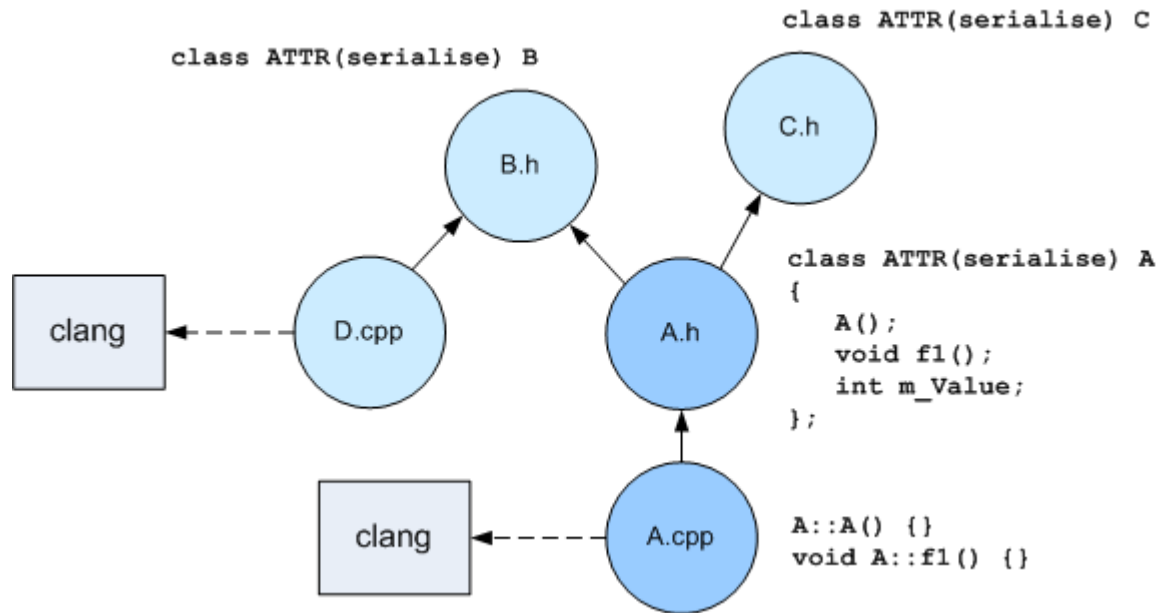 class ATTR(serialise) C
class ATTR(serialise) B
C.h
B.h
class ATTR(serialise) A
{
A();
void f1();
int m_Value;
};
clang
D.cpp
A.h
clang
A.cpp
A::A() {}
void A::f1() {}